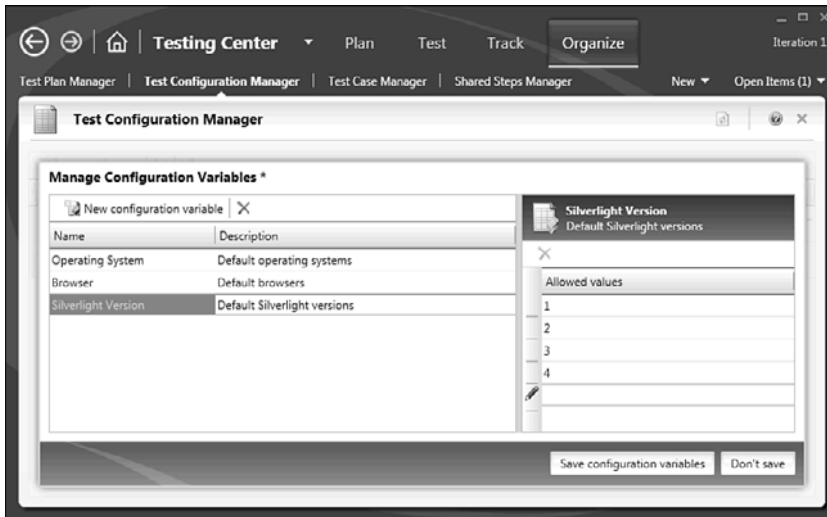 Testing Center Plan Test Track Organize Iteration 1
Test Plan Manager | Test Configuration Manager | Test Case Manager | Shared Steps Manager New Open Items (1)
Test Configuration Manager
Manage Configuration Variables *
New configuration variable
Name Description
Operating System Default operating systems
Browser Default browsers
Silverlight Version Default Silverlight versions
Silverlight Version
Default Silverlight versions
Allowed values
1
2
3
4
Save configuration variables Don't save